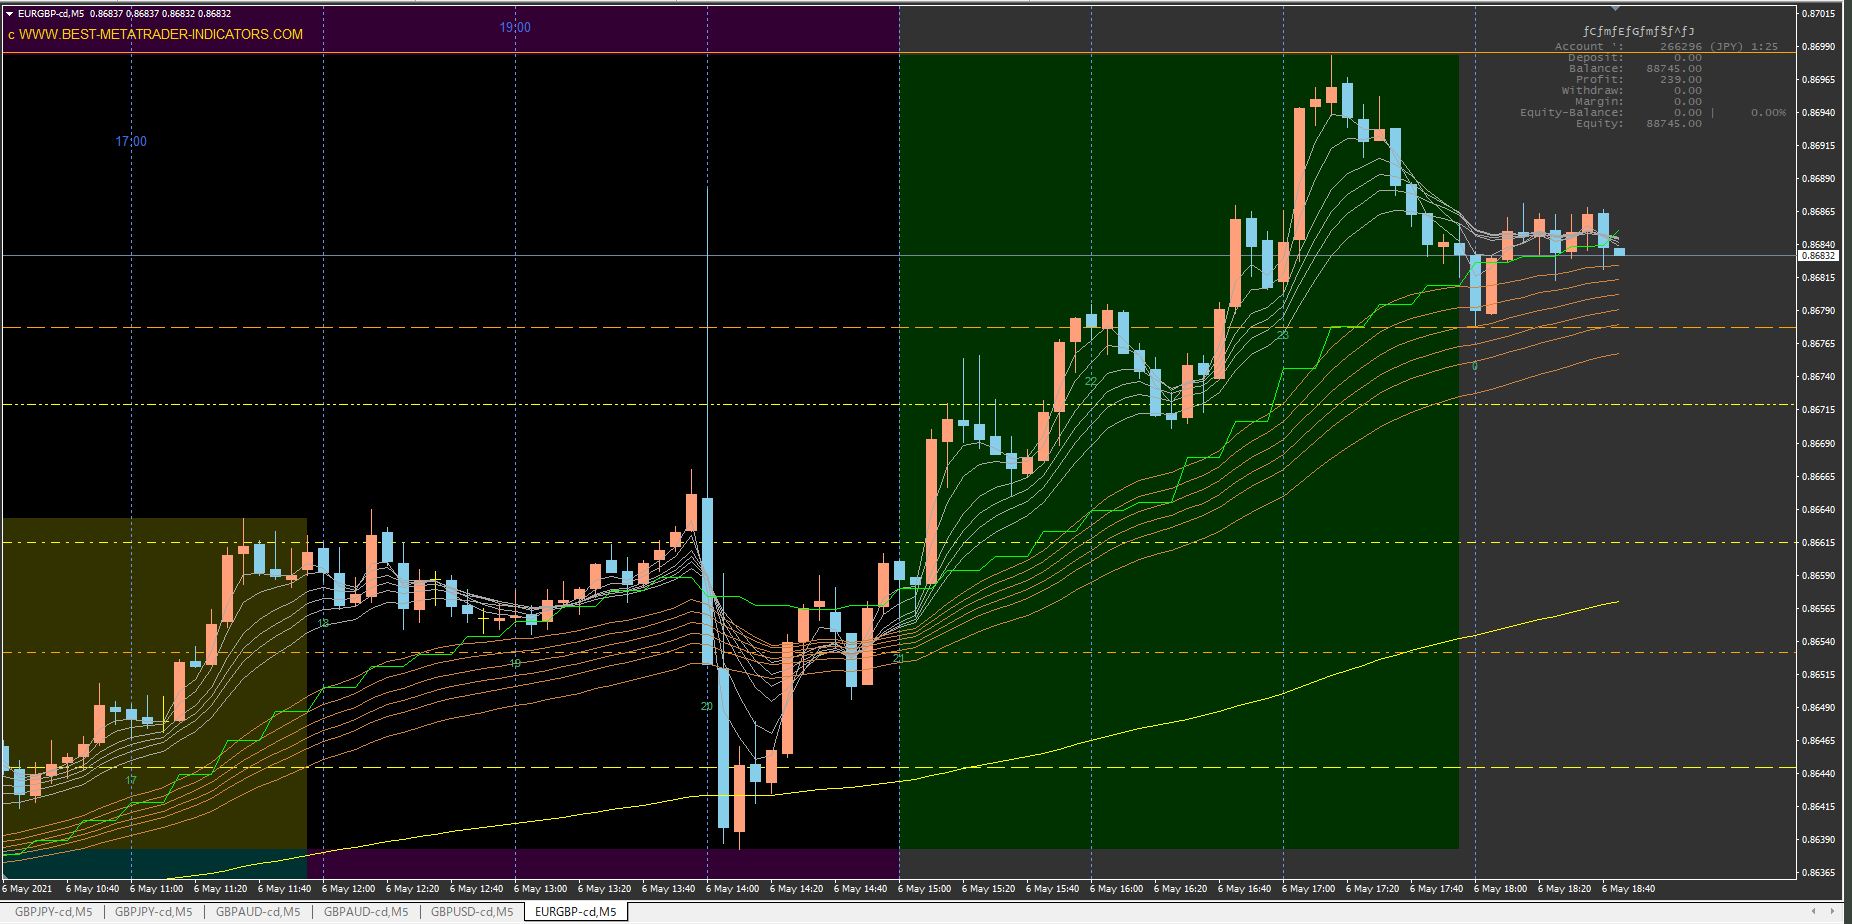 EURGBP-cd,M5 0.86837 0.86837 0.86832 0.86832
c WWW.BEST-METATRADER-INDICATORS.COM
19:00
17:00
ƒCƒmƒEƒGƒmƒŠƒ^ƒJ
Account ': 266296 (JPY) 1:25
Deposit: 0.00
Balance: 88745.00
Profit: 239.00
Withdraw: 0.00
Margin: 0.00
Equity-Balance: 0.00 | 0.00%
Equity: 88745.00
0.87015
0.86990
0.86965
0.86940
0.86915
0.86890
0.86865
0.86840
0.86832
0.86815
0.86790
0.86765
0.86740
0.86715
0.86690
0.86665
0.86640
0.86615
0.86590
0.86565
0.86540
0.86515
0.86490
0.86465
0.86440
0.86415
0.86390
0.86365
17
18
19
20
21
22
23
0
6 May 2021 6 May 10:40 6 May 11:00 6 May 11:20 6 May 11:40 6 May 12:00 6 May 12:20 6 May 12:40 6 May 13:00 6 May 13:20 6 May 13:40 6 May 14:00 6 May 14:20 6 May 14:40 6 May 15:00 6 May 15:20 6 May 15:40 6 May 16:00 6 May 16:20 6 May 16:40 6 May 17:00 6 May 17:20 6 May 17:40 6 May 18:00 6 May 18:20 6 May 18:40
GBPJPY-cd,M5 GBPJPY-cd,M5 GBPAUD-cd,M5 GBPAUD-cd,M5 GBPUSD-cd,M5 EURGBP-cd,M5